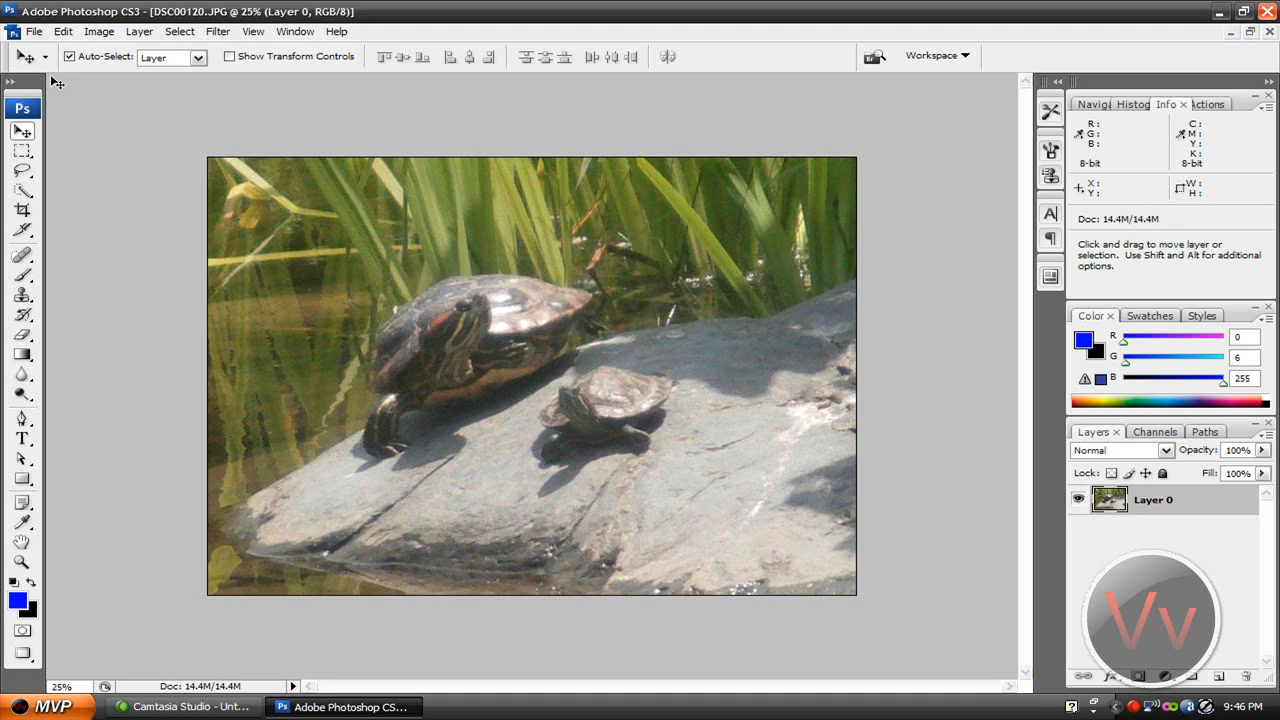 Adobe Photoshop CS3 - [DSC00120.JPG @ 25% (Layer 0, RGB/8)]
File Edit Image Layer Select Filter View Window Help
Auto-Select: Layer Show Transform Controls Workspace
Ps
Navig Histog Info × Actions
R: C:
G: M:
B: Y:
K:
8-bit 8-bit
X: W:
Y: H:
Doc: 14.4M/14.4M
Click and drag to move layer or
selection. Use Shift and Alt for additional
options.
Color × Swatches Styles
R 0
G 6
B 255
Layers × Channels Paths
Normal Opacity: 100%
Lock: Fill: 100%
Layer 0
Vv
25% Doc: 14.4M/14.4M
MVP Camtasia Studio - Unt... Adobe Photoshop CS... 9:46 PM